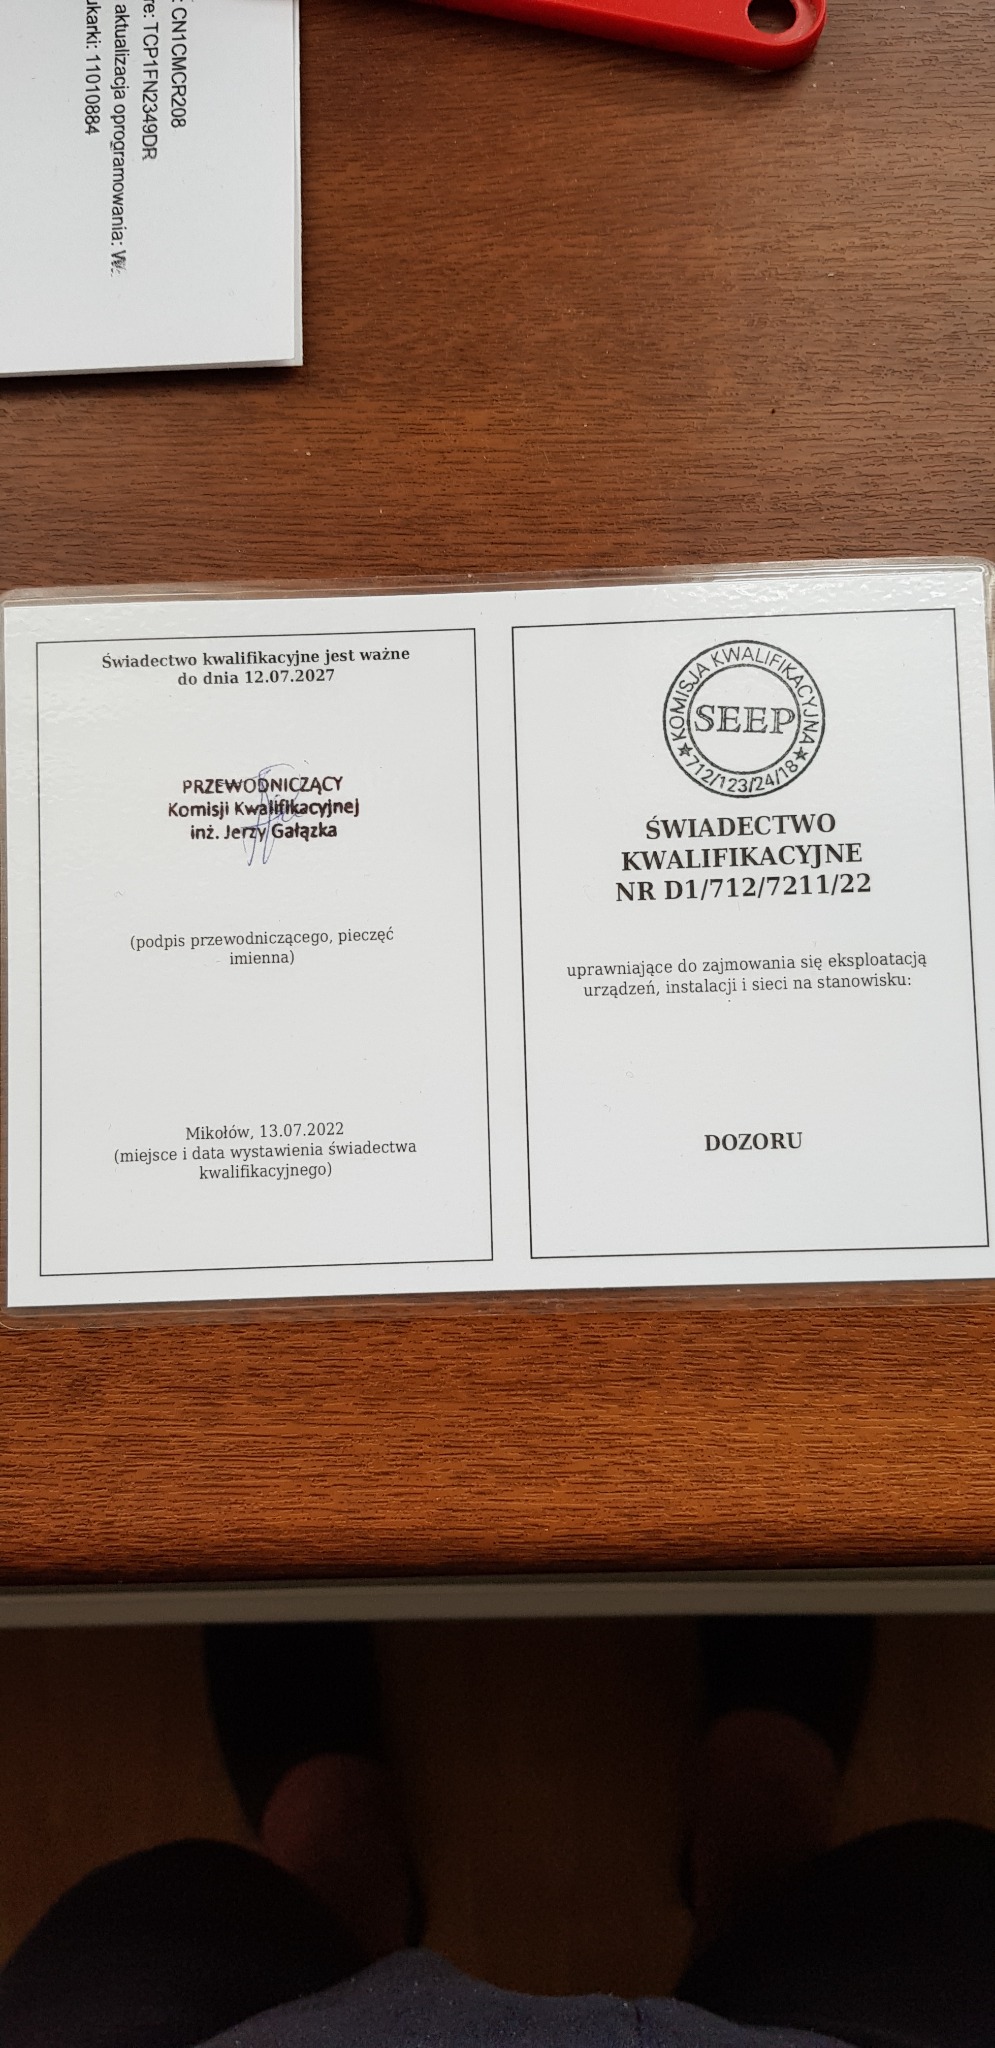 : CN1CMCR208
re: TCP1FN2349DR
aktualizacja oprogramowania: W
ukarki: 11010884
Świadectwo kwalifikacyjne jest ważne
do dnia 12.07.2027
PRZEWODNICZĄCY
Komisji Kwalifikacyjnej
inż. Jerzy Gałązka
(podpis przewodniczącego, pieczęć
imienna)
Mikołów, 13.07.2022
(miejsce i data wystawienia świadectwa
kwalifikacyjnego)
KOMISJA KWALIFIKACYJNA
SEEP
★712/123/24/18★
ŚWIADECTWO
KWALIFIKACYJNE
NR D1/712/7211/22
uprawniające do zajmowania się eksploatacją
urządzeń, instalacji i sieci na stanowisku:
DOZORU